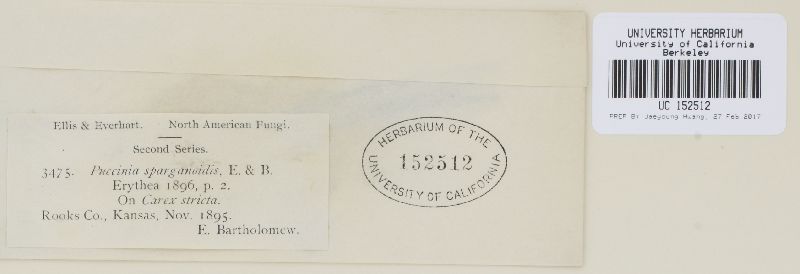 Ellis & Everhart. North American Fungi.
Second Series.
3475. Puccinia sparganoidis, E. & B.
Erythea 1896, p. 2.
On Carex stricta.
Rooks Co., Kansas, Nov. 1895.
E. Bartholomew.
HERBARIUM OF THE
152512
UNIVERSITY OF CALIFORNIA
UNIVERSITY HERBARIUM
University of California
Berkeley
UC 152512
PREP By Jaeyoung Hwang, 27 Feb 2017